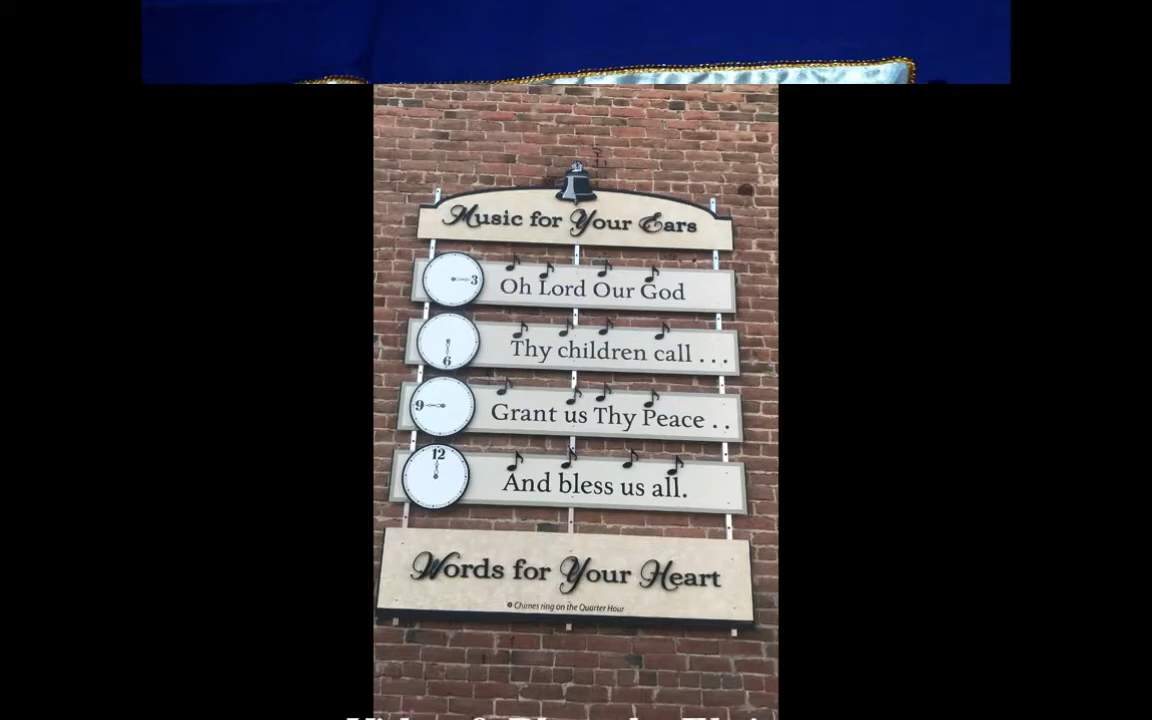 Music for Your Ears
3
Oh Lord Our God
6
Thy children call . . .
9
Grant us Thy Peace . .
12
And bless us all.
Words for Your Heart
Chimes ring on the Quarter Hour